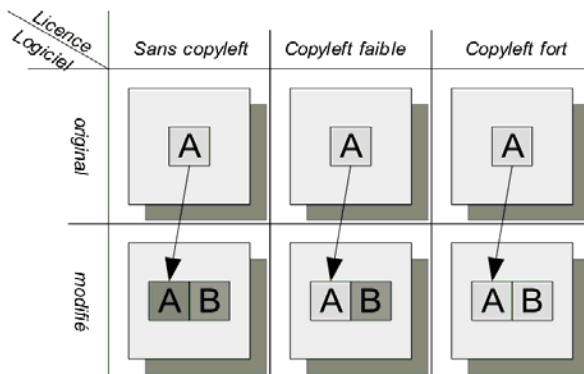 Licence
Logiciel
Sans copyleft
Copyleft faible
Copyleft fort
original
A
A
A
modifié
A B
A B
A B